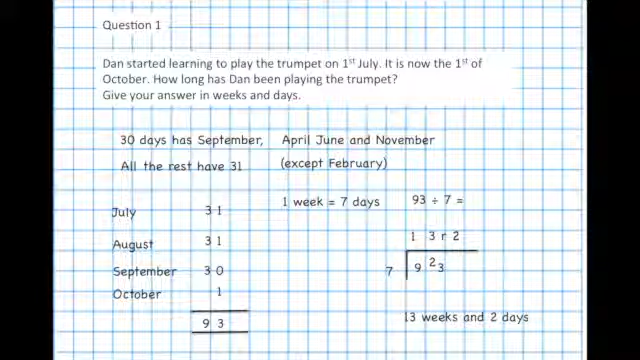 Question 1
Dan started learning to play the trumpet on 1st July. It is now the 1st of
October. How long has Dan been playing the trumpet?
Give your answer in weeks and days.
30 days has September, April June and November
All the rest have 31 (except February)
1 week = 7 days 93 ÷ 7 =
July 31
August 31
September 30
October 1
93
1 3 r 2
7 9 23
13 weeks and 2 days